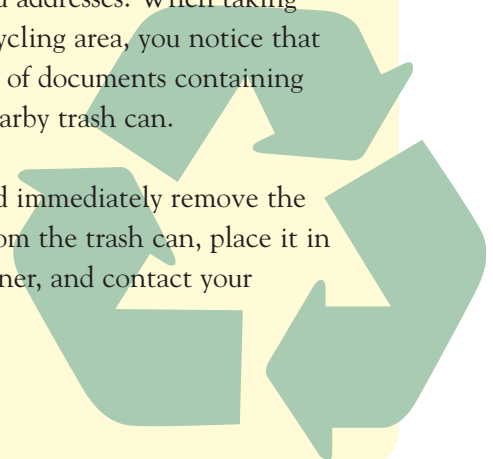 addresses? When taking
ycling area, you notice that
of documents containing
arby trash can.
d immediately remove the
om the trash can, place it in
ner, and contact your